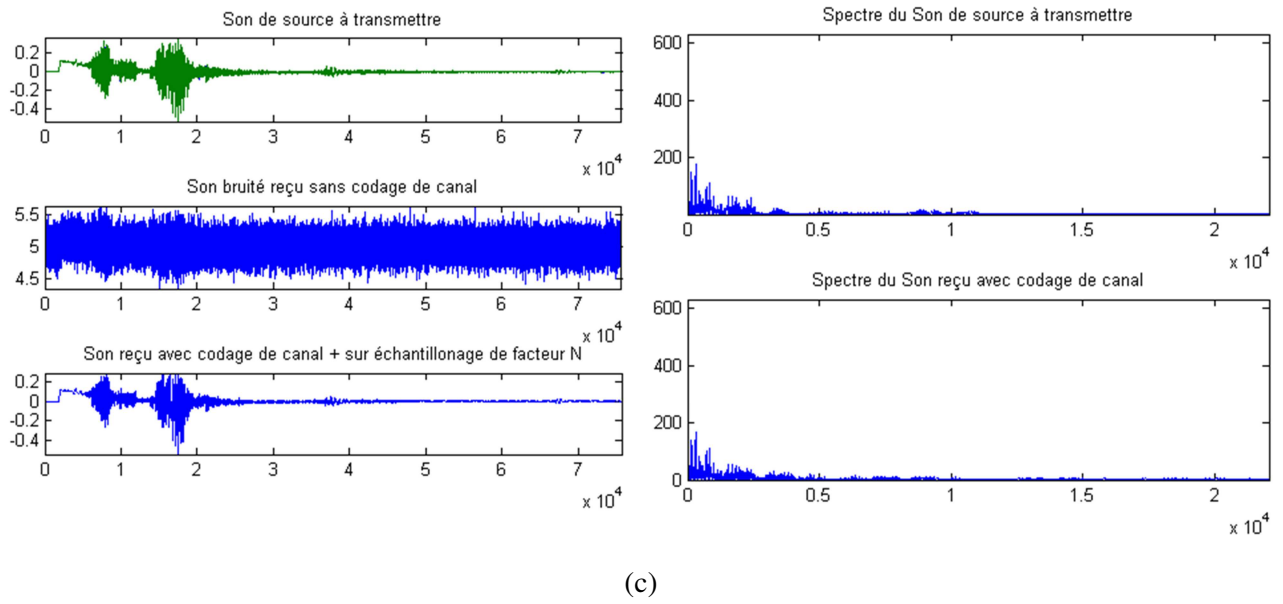 Son de source à transmettre
0.2
0
-0.2
-0.4
0 1 2 3 4 5 6 7
x 10^4
Son bruité reçu sans codage de canal
5.5
5
4.5
0 1 2 3 4 5 6 7
x 10^4
Son reçu avec codage de canal + sur échantillonage de facteur N
0.2
0
-0.2
-0.4
0 1 2 3 4 5 6 7
x 10^4
Spectre du Son de source à transmettre
600
400
200
0 0.5 1 1.5 2
x 10^4
Spectre du Son reçu avec codage de canal
600
400
200
0
0 0.5 1 1.5 2
x 10^4
(c)